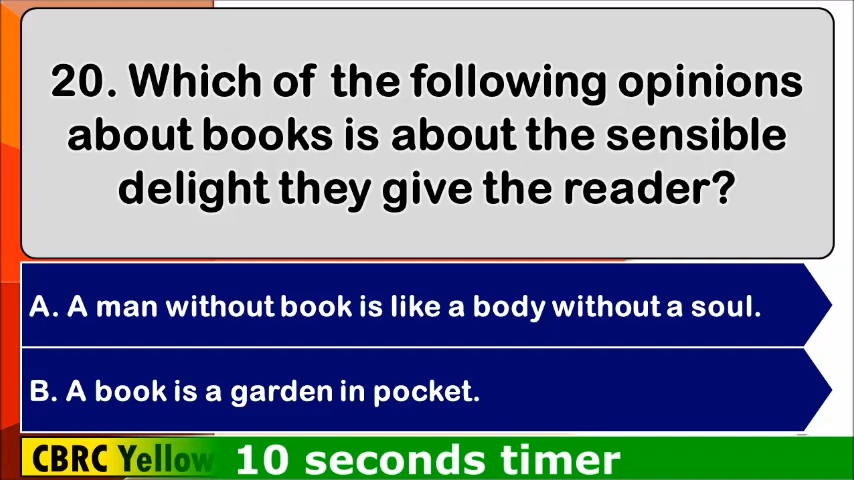 20. Which of the following opinions
about books is about the sensible
delight they give the reader?
A. A man without book is like a body without a soul.
B. A book is a garden in pocket.
CBRC Yellow 10 seconds timer